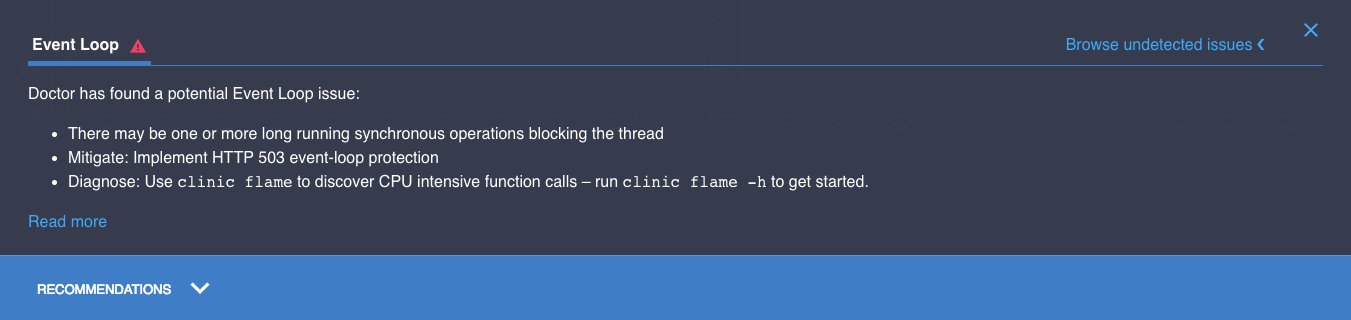 Event Loop
Browse undetected issues
Doctor has found a potential Event Loop issue:
• There may be one or more long running synchronous operations blocking the thread
• Mitigate: Implement HTTP 503 event-loop protection
• Diagnose: Use clinic flame to discover CPU intensive function calls – run clinic flame -h to get started.
Read more
RECOMMENDATIONS